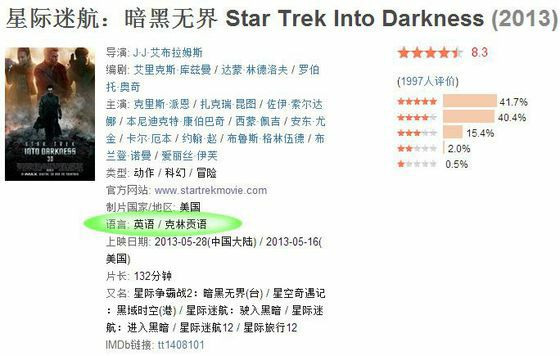 星际迷航：暗黑无界 Star Trek Into Darkness (2013)
导演: J·J·艾布拉姆斯
编剧: 艾里克斯·库兹曼 / 达蒙·林德洛夫 / 罗伯
托·奥奇
主演: 克里斯·派恩 / 扎克瑞·昆图 / 佐伊·索尔达
娜 / 本尼迪克特·康伯巴奇 / 西蒙·佩吉 / 安东·尤
金 / 卡尔·厄本 / 约翰·赵 / 布鲁斯·格林伍德 / 布
兰登·诺曼 / 爱丽丝·伊芙
类型: 动作 / 科幻 / 冒险
官方网站: www.startrekmovie.com
制片国家/地区: 美国
语言: 英语 / 克林贡语
上映日期: 2013-05-28(中国大陆) / 2013-05-16(
美国)
片长: 132分钟
又名: 星际争霸战2：暗黑无界(台) / 星空奇遇记
: 黑域时空(港) / 星际迷航：驶入黑暗 / 星际迷
航：进入黑暗 / 星际迷航12 / 星际旅行12
IMDb链接: tt1408101
8.3
(1997人评价)
41.7%
40.4%
15.4%
2.0%
0.5%
STAR TREK
INTO DARKNESS
3D